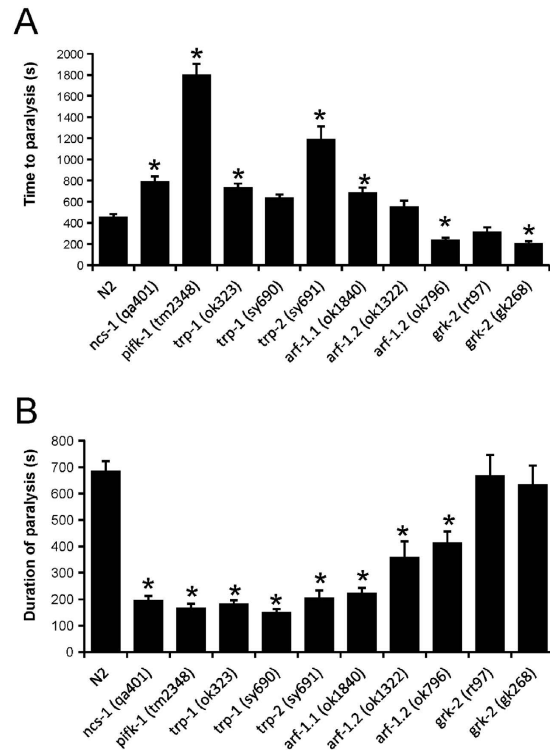 A
Time to paralysis (s)
2000
1800
1600
1400
1200
1000
800
600
400
200
0
* * * * * * *
N2
ncs-1 (qa401)
pifk-1 (tm2348)
trp-1 (ok323)
trp-1 (sy690)
trp-2 (sy691)
arf-1.1 (ok1840)
arf-1.2 (ok1322)
arf-1.2 (ok796)
grk-2 (rt97)
grk-2 (gk268)
B
Duration of paralysis (s)
800
700
600
500
400
300
200
100
0
* * * * * * * *
N2
ncs-1 (qa401)
pifk-1 (tm2348)
trp-1 (ok323)
trp-1 (sy690)
trp-2 (sy691)
arf-1.1 (ok1840)
arf-1.2 (ok1322)
arf-1.2 (ok796)
grk-2 (rt97)
grk-2 (gk268)